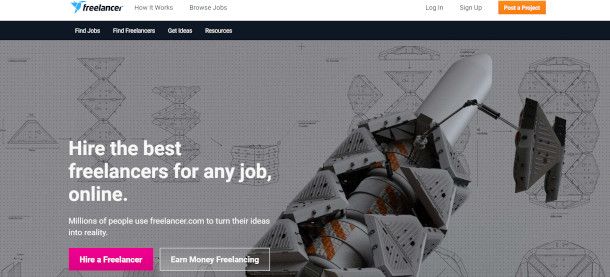 freelancer How It Works Browse Jobs Log In Sign Up Post a Project
Find Jobs Find Freelancers Get Ideas Resources
Hire the best
freelancers for any job,
online.
Millions of people use freelancer.com to turn their ideas
into reality.
Hire a Freelancer Earn Money Freelancing